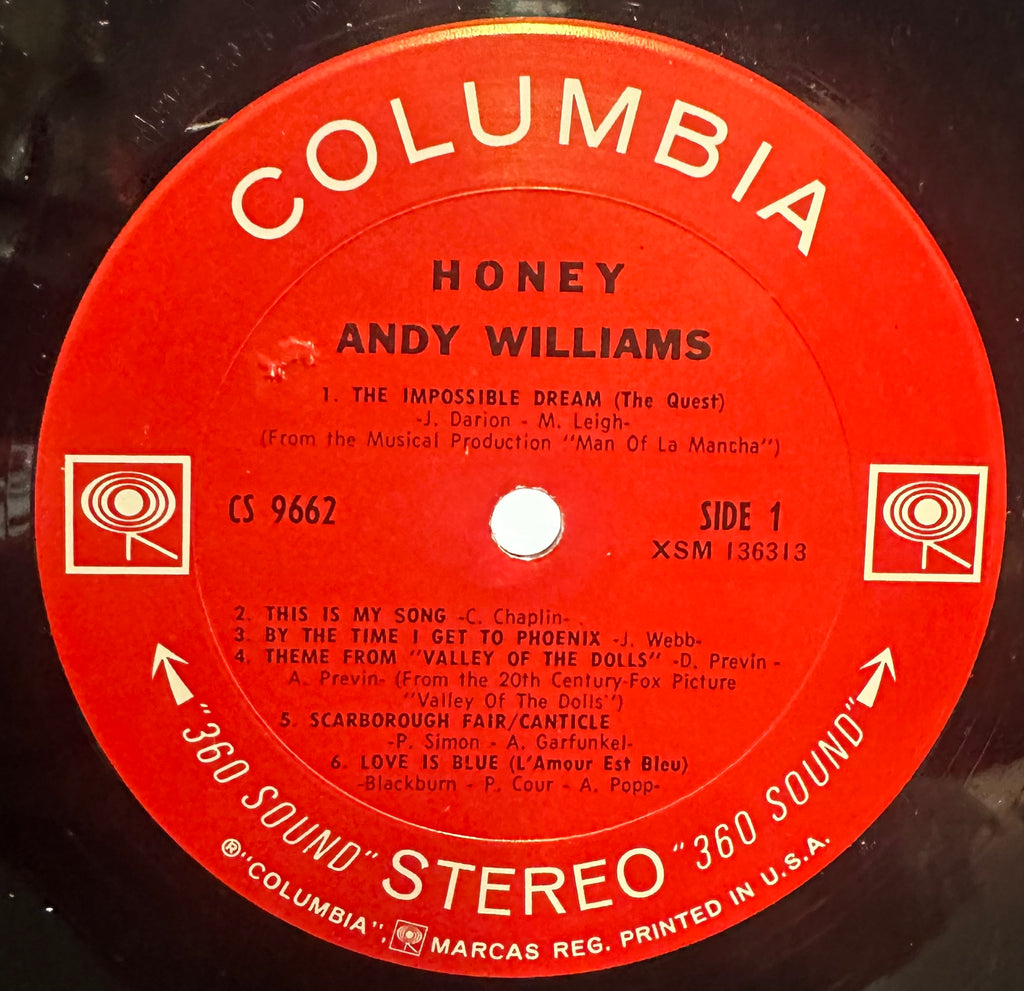 COLUMBIA
HONEY
ANDY WILLIAMS
1. THE IMPOSSIBLE DREAM (The Quest)
-J. Darion - M. Leigh-
(From the Musical Production "Man Of La Mancha")
CS 9662
SIDE 1
XSM 136313
2. THIS IS MY SONG -C. Chaplin-
3. BY THE TIME I GET TO PHOENIX -J. Webb-
4. THEME FROM "VALLEY OF THE DOLLS" -D. Previn -
A. Previn- (From the 20th Century-Fox Picture
"Valley Of The Dolls")
5. SCARBOROUGH FAIR/CANTICLE
-P. Simon - A. Garfunkel-
6. LOVE IS BLUE (L'Amour Est Bleu)
-Blackburn - P. Cour - A. Popp-
"360 SOUND" STEREO "360 SOUND"
®"COLUMBIA", MARCAS REG. PRINTED IN U.S.A.